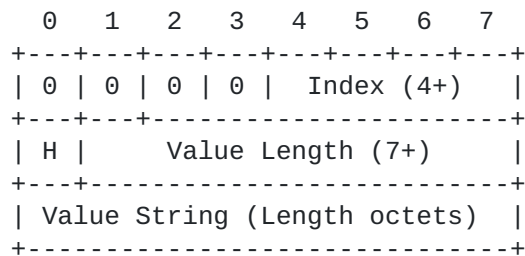 0   1   2   3   4   5   6   7
+---+---+---+---+---+---+---+---+
| 0 | 0 | 0 | 0 |  Index (4+)   |
+---+---+-----------------------+
| H |     Value Length (7+)     |
+---+---------------------------+
| Value String (Length octets)  |
+-------------------------------+